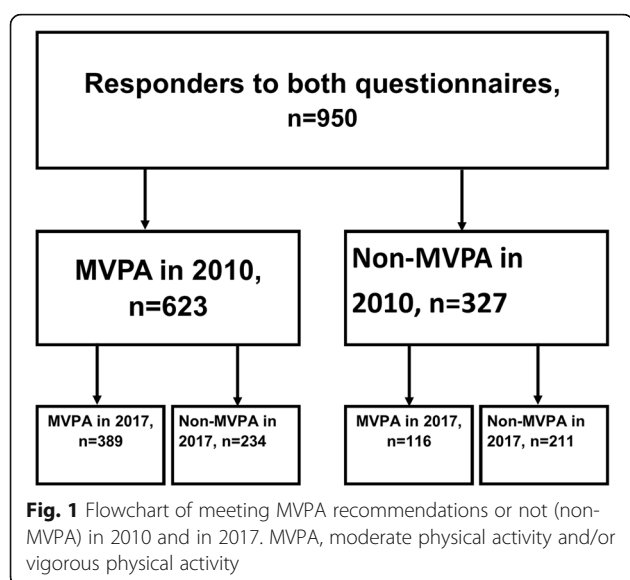 Responders to both questionnaires,
n=950
MVPA in 2010,
n=623
Non-MVPA in
2010, n=327
MVPA in 2017,
n=389
Non-MVPA in
2017, n=234
MVPA in 2017,
n=116
Non-MVPA in
2017, n=211
Fig. 1 Flowchart of meeting MVPA recommendations or not (non-
MVPA) in 2010 and in 2017. MVPA, moderate physical activity and/or
vigorous physical activity